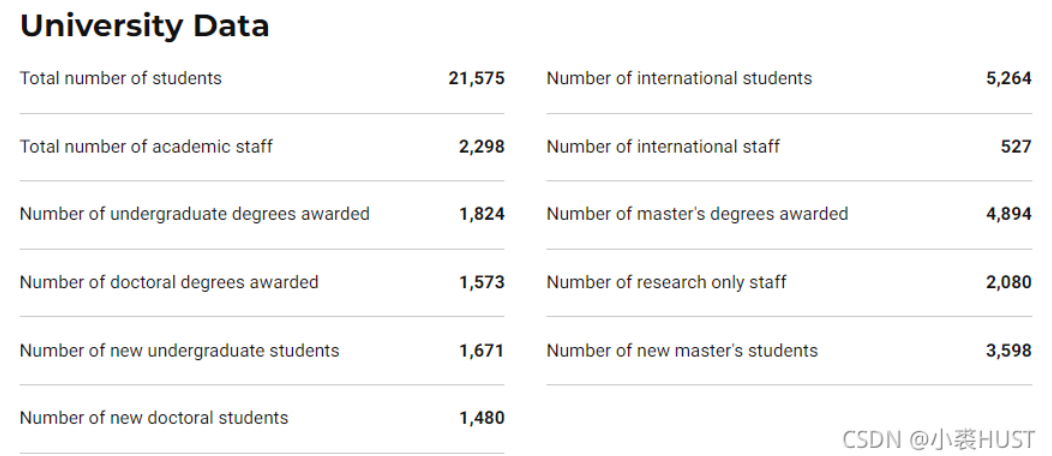 University Data
Total number of students 21,575 Number of international students 5,264
Total number of academic staff 2,298 Number of international staff 527
Number of undergraduate degrees awarded 1,824 Number of master's degrees awarded 4,894
Number of doctoral degrees awarded 1,573 Number of research only staff 2,080
Number of new undergraduate students 1,671 Number of new master's students 3,598
Number of new doctoral students 1,480
CSDN @小裘HUST